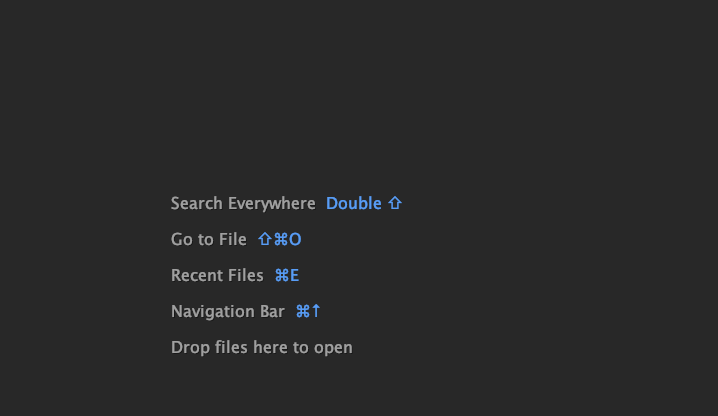 Search Everywhere Double ⇧
Go to File ⇧⌘O
Recent Files ⌘E
Navigation Bar ⌘↑
Drop files here to open